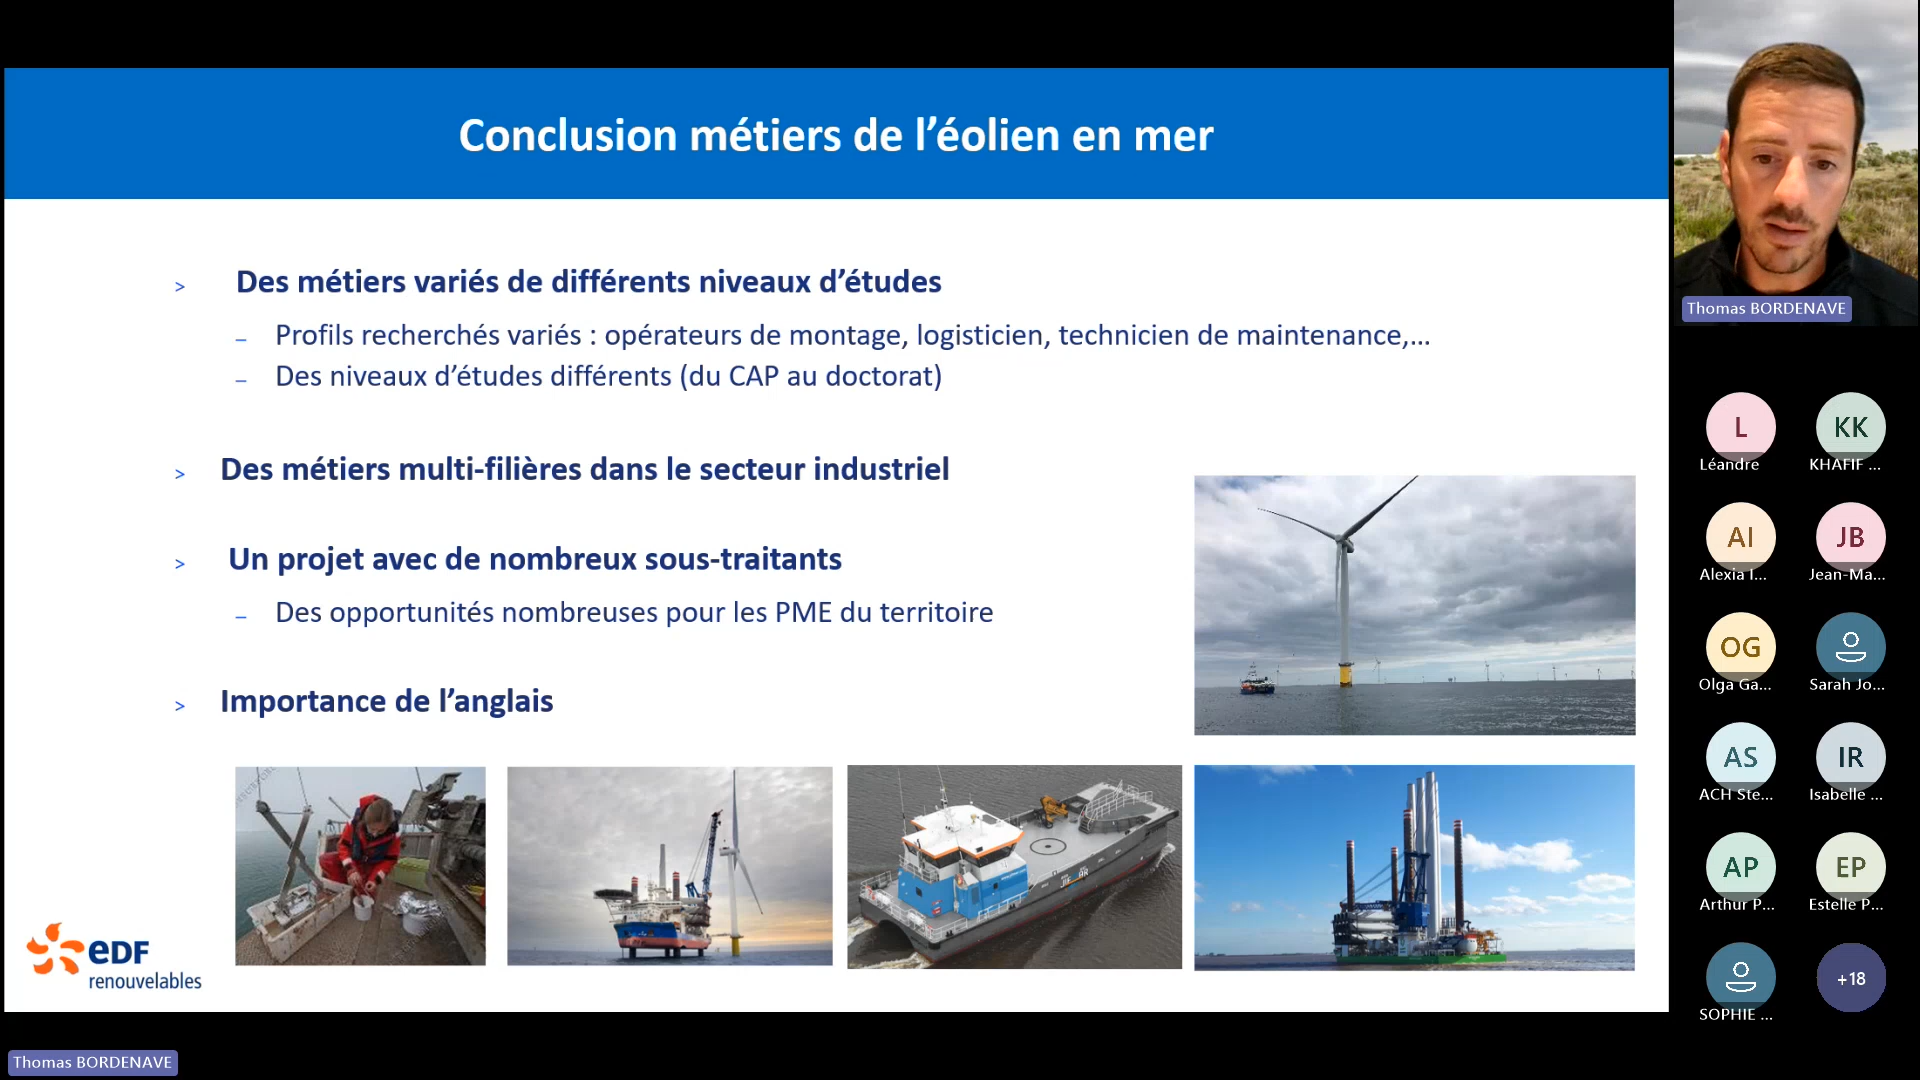 Conclusion métiers de l’éolien en mer
> Des métiers variés de différents niveaux d’études
– Profils recherchés variés : opérateurs de montage, logisticien, technicien de maintenance,…
– Des niveaux d’études différents (du CAP au doctorat)
> Des métiers multi-filières dans le secteur industriel
> Un projet avec de nombreux sous-traitants
– Des opportunités nombreuses pour les PME du territoire
> Importance de l’anglais
eDF
renouvelables
Thomas BORDENAVE
Thomas BORDENAVE
L
Léandre
KK
KHAFIF ...
AI
Alexia I...
JB
Jean-Ma...
OG
Olga Ga...
Sarah Jo...
AS
ACH Ste...
IR
Isabelle ...
AP
Arthur P...
EP
Estelle P...
SOPHIE ...
+18